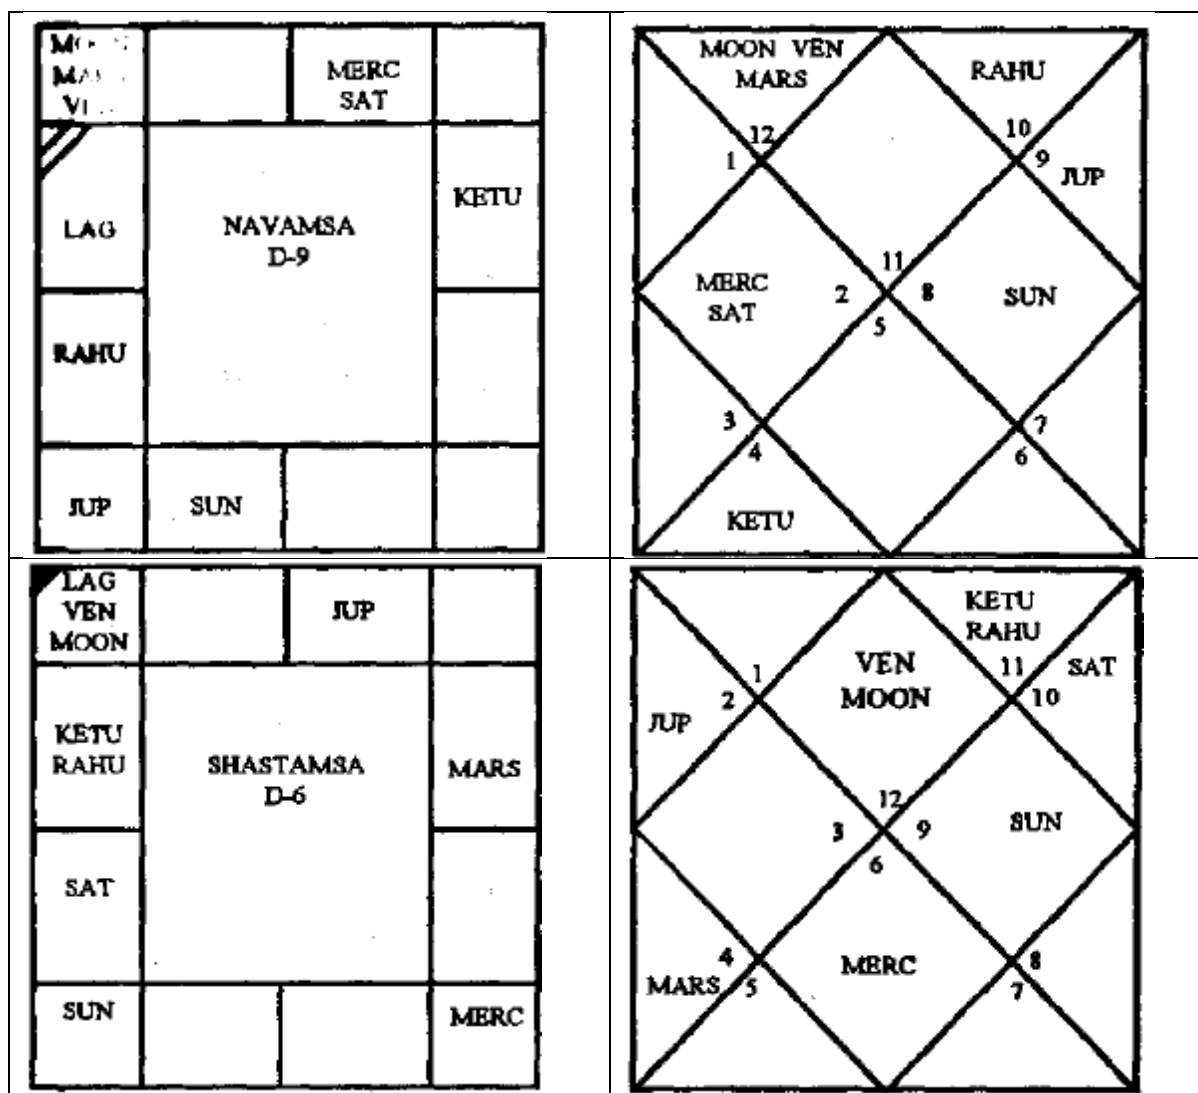 MERC
SAT
LAG
NAVAMSA
D-9
KETU
RAHU
JUP
SUN
MOON VEN
MARS
RAHU
12
10
1
9
JUP
11
MERC
SAT
2
8
SUN
5
3
7
4
6
KETU
LAG
VEN
MOON
JUP
KETU
RAHU
SHASTAMSA
D-6
MARS
SAT
SUN
MERC
KETU
RAHU
VEN
MOON
1
11
SAT
2
10
JUP
12
3
9
SUN
6
4
8
MERC
MARS
5
7